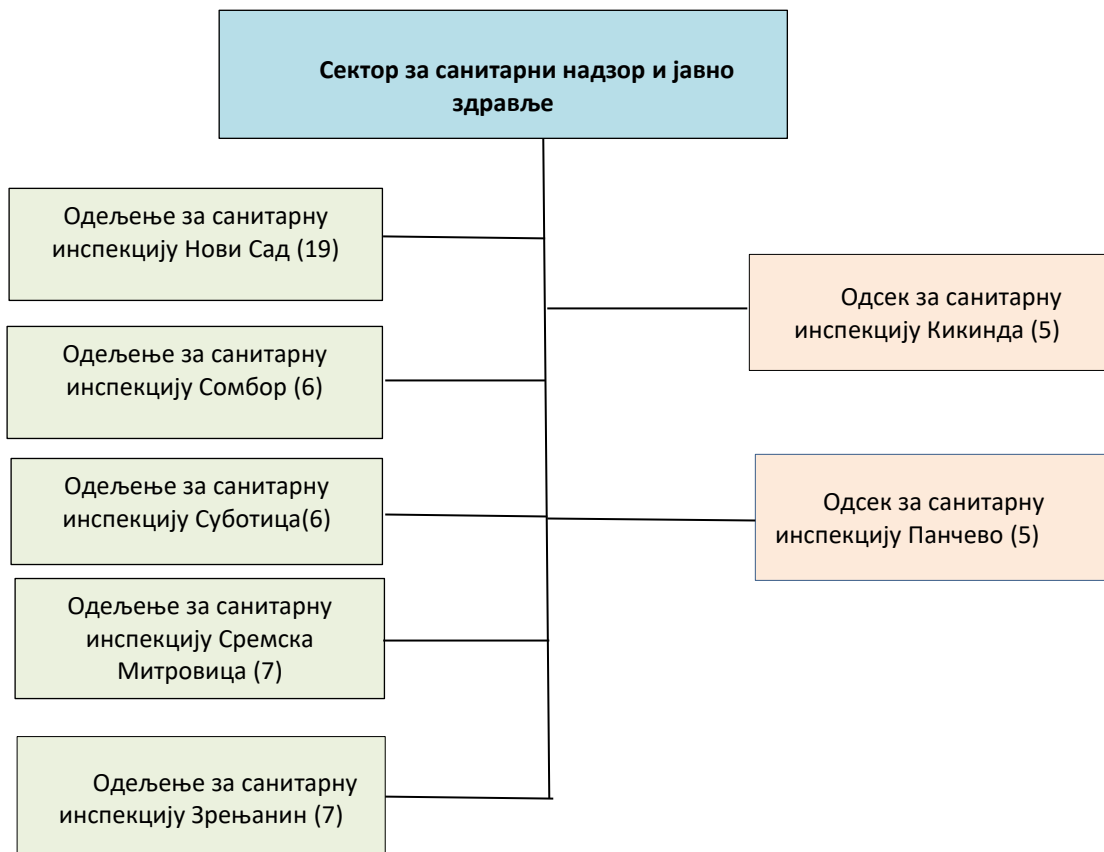 Сектор за санитарни надзор и јавно
здравље
Одељење за санитарну
инспекцију Нови Сад (19)
Одсек за санитарну
инспекцију Кикинда (5)
Одељење за санитарну
инспекцију Сомбор (6)
Одељење за санитарну
инспекцију Суботица(6)
Одсек за санитарну
инспекцију Панчево (5)
Одељење за санитарну
инспекцију Сремска
Митровица (7)
Одељење за санитарну
инспекцију Зрењанин (7)